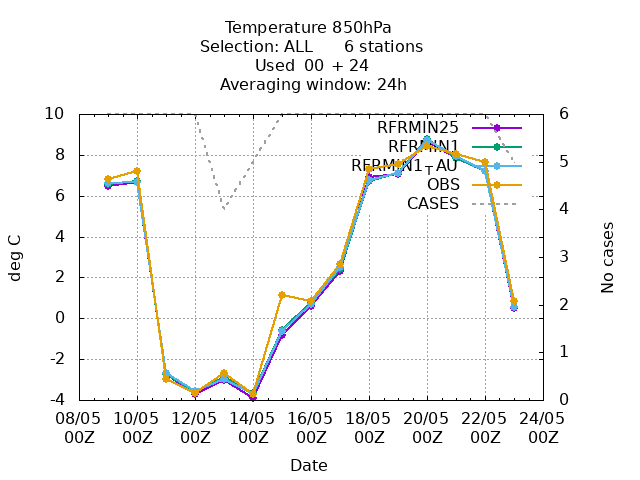 Temperature 850hPa
Selection: ALL 6 stations
Used 00 + 24
Averaging window: 24h
10
8
6
4
2
0
-2
-4
6
5
4
3
2
1
0
deg C
No cases
RFRMIN25
RFRMIN1
RFRMIN1_AU
OBS
CASES
08/05 10/05 12/05 14/05 16/05 18/05 20/05 22/05 24/05
00Z 00Z 00Z 00Z 00Z 00Z 00Z 00Z 00Z
Date